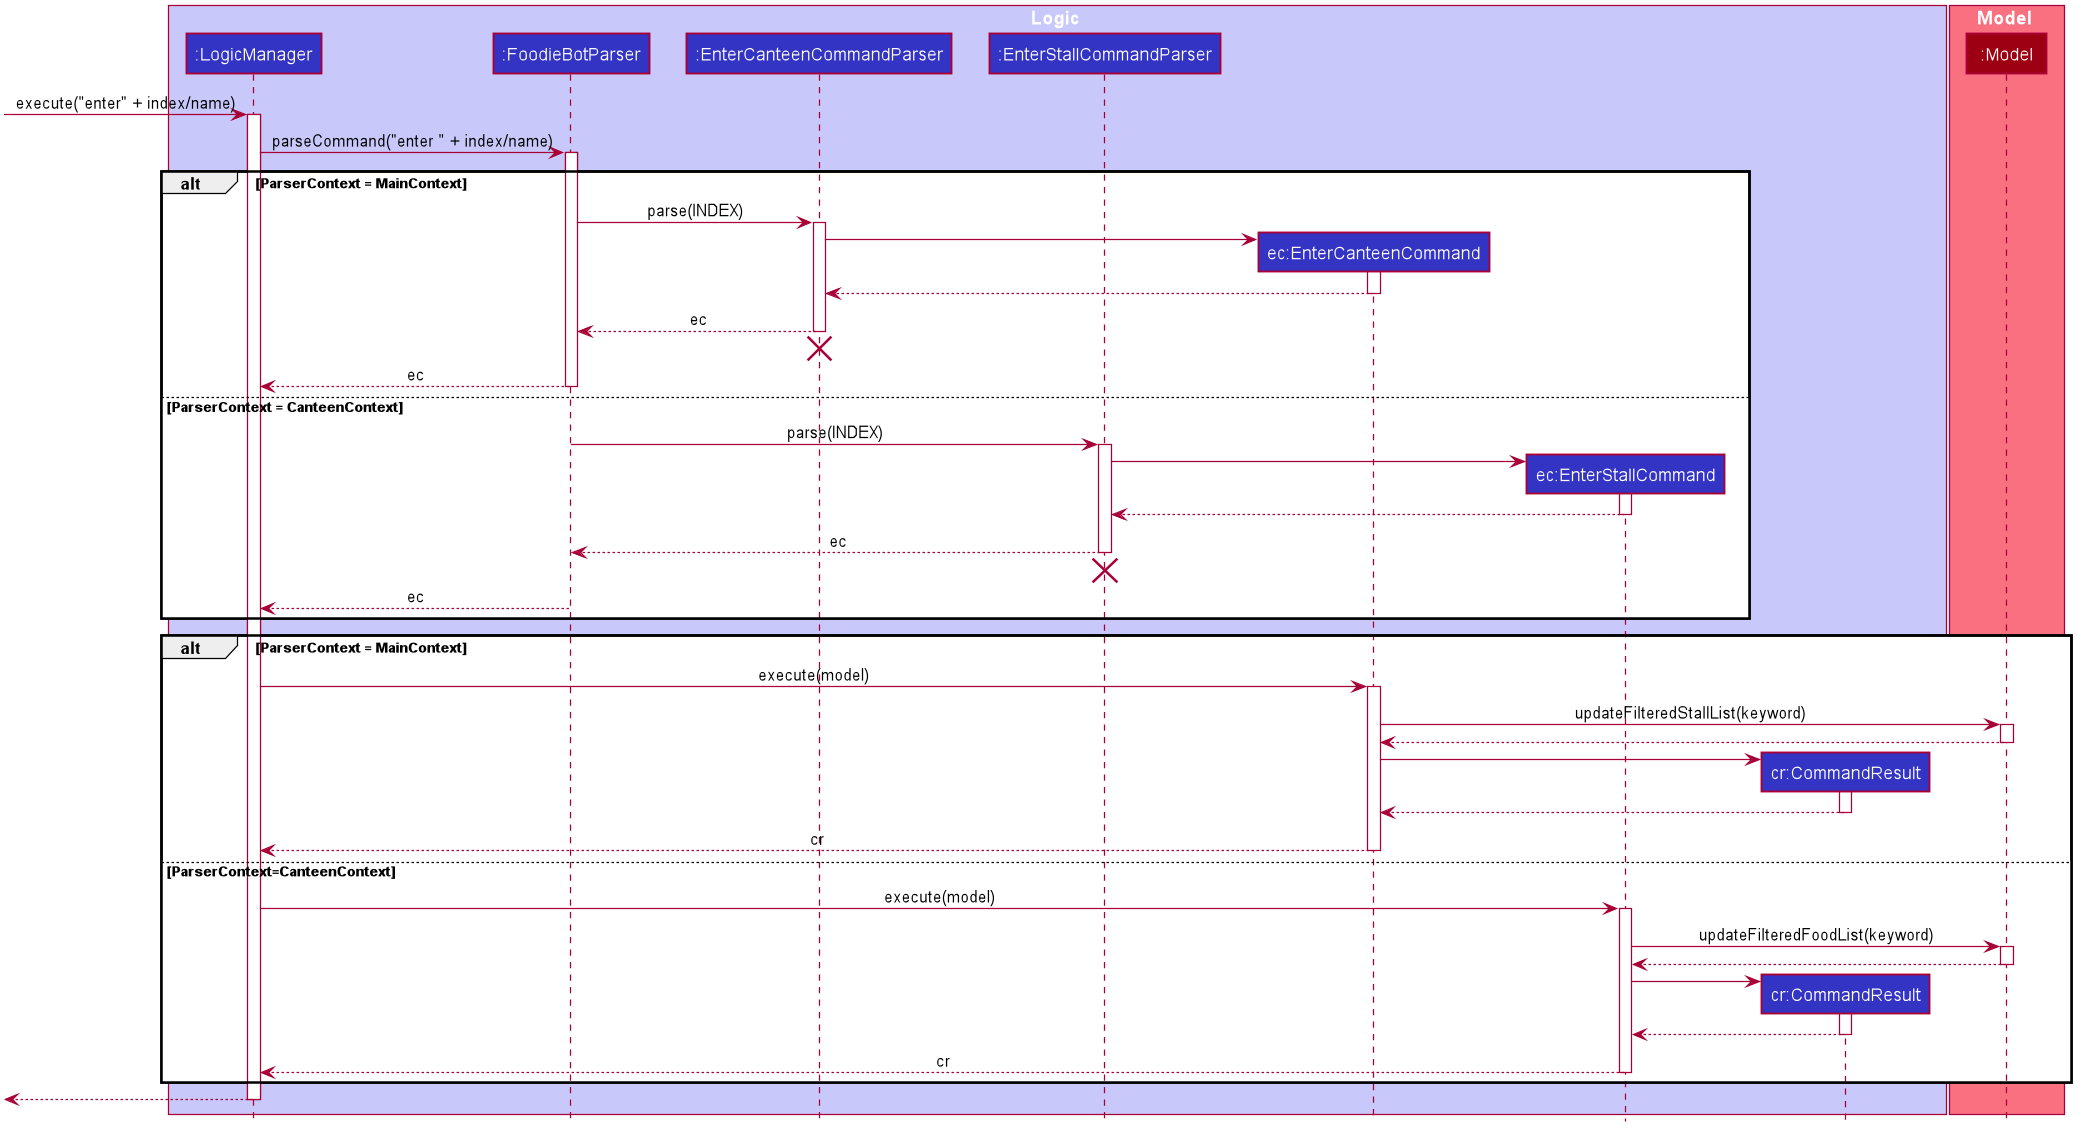 Logic
Model
:LogicManager
:FoodieBotParser
:EnterCanteenCommandParser
:EnterStallCommandParser
:Model
execute("enter" + index/name)
parseCommand("enter " + index/name)
alt
[ParserContext = MainContext]
parse(INDEX)
ec:EnterCanteenCommand
ec
ec
[ParserContext = CanteenContext]
parse(INDEX)
ec:EnterStallCommand
ec
ec
alt
[ParserContext = MainContext]
execute(model)
updateFilteredStallList(keyword)
cr:CommandResult
cr
[ParserContext=CanteenContext]
execute(model)
updateFilteredFoodList(keyword)
cr:CommandResult
cr